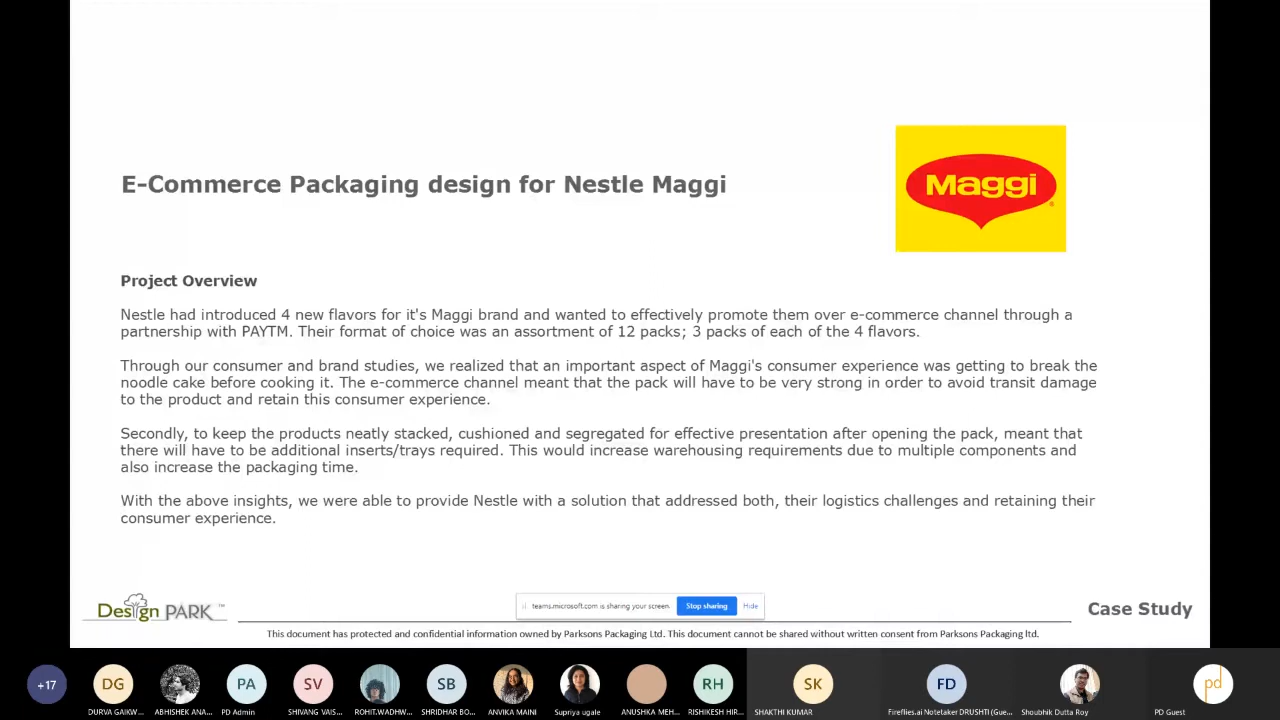 E-Commerce Packaging design for Nestle Maggi
Maggi
Project Overview
Nestle had introduced 4 new flavors for it's Maggi brand and wanted to effectively promote them over e-commerce channel through a
partnership with PAYTM. Their format of choice was an assortment of 12 packs; 3 packs of each of the 4 flavors.
Through our consumer and brand studies, we realized that an important aspect of Maggi's consumer experience was getting to break the
noodle cake before cooking it. The e-commerce channel meant that the pack will have to be very strong in order to avoid transit damage
to the product and retain this consumer experience.
Secondly, to keep the products neatly stacked, cushioned and segregated for effective presentation after opening the pack, meant that
there will have to be additional inserts/trays required. This would increase warehousing requirements due to multiple components and
also increase the packaging time.
With the above insights, we were able to provide Nestle with a solution that addressed both, their logistics challenges and retaining their
consumer experience.
Design PARK ™
teams.microsoft.com is sharing your screen. Stop sharing Hide
Case Study
This document has protected and confidential information owned by Parksons Packaging Ltd. This document cannot be shared without written consent from Parksons Packaging ltd.
+17 DG PA SV SB RH SK FD pd
DURVA GAIKW... ABHISHEK ANA... PD Admin SHIVANG VAIS... ROHIT.WADHW... SHRIDHAR BO... ANVIKA MAINI Supriya ugale ANUSHKA MEH... RISHIKESH HIR... SHAKTHI KUMAR Fireflies.ai Notetaker DRUSHTI (Gue... Shoubhik Dutta Roy PD Guest